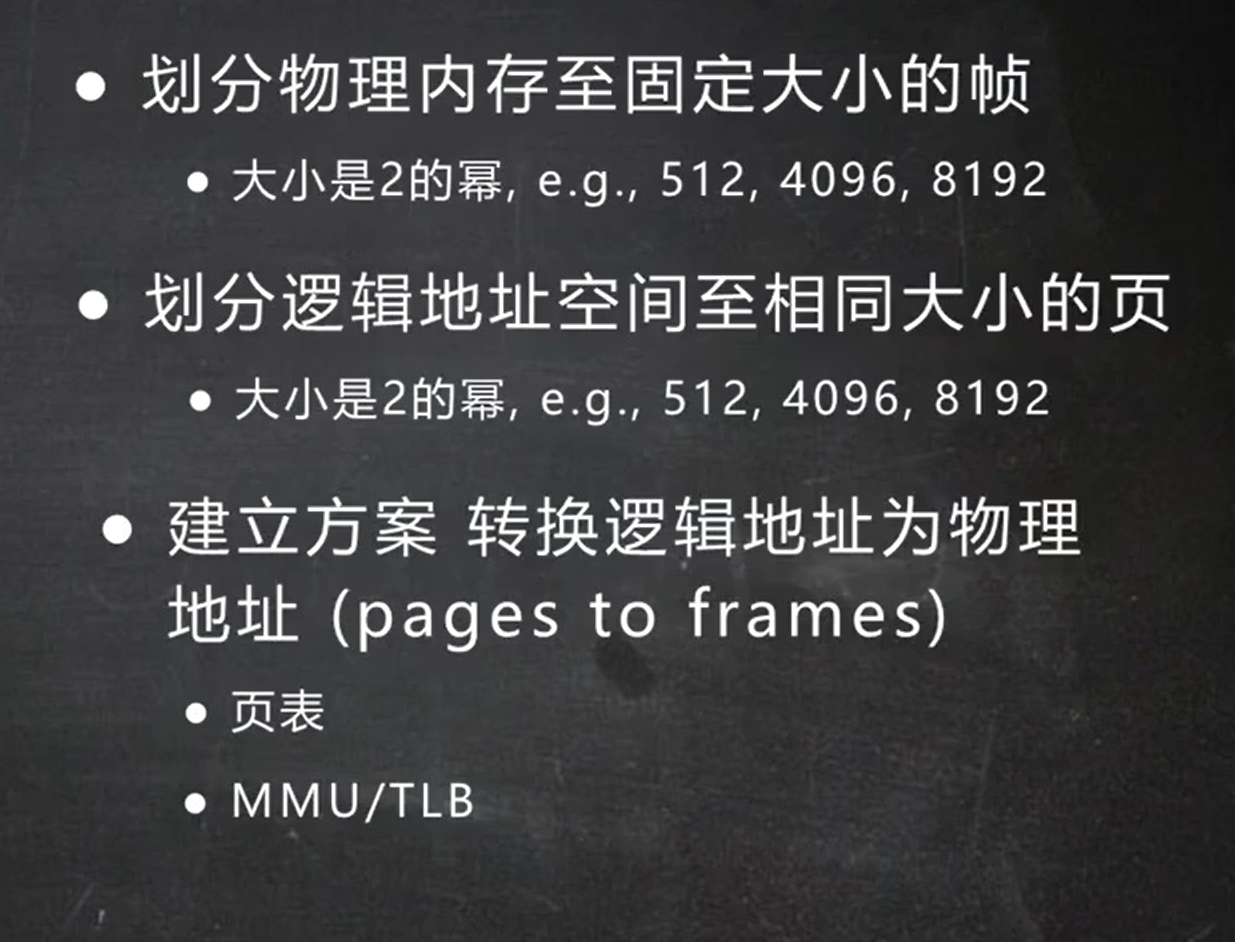 ● 划分物理内存至固定大小的帧
● 大小是2的幂, e.g., 512, 4096, 8192
● 划分逻辑地址空间至相同大小的页
● 大小是2的幂, e.g., 512, 4096, 8192
● 建立方案 转换逻辑地址为物理
地址 (pages to frames)
● 页表
● MMU/TLB